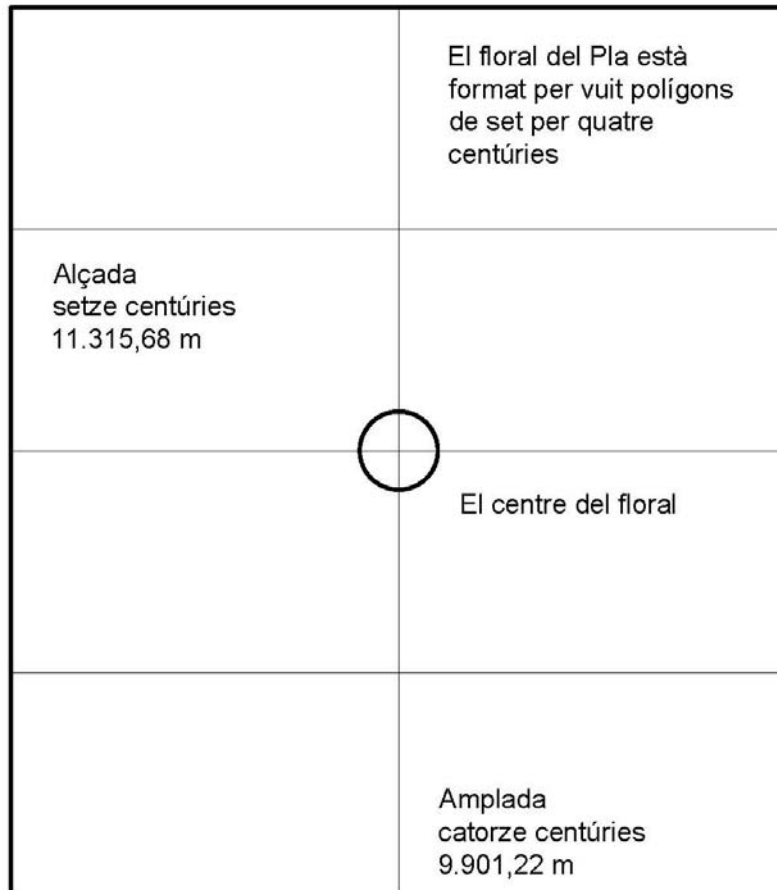 El floral del Pla està
format per vuit polígons
de set per quatre
centúries
Alçada
setze centúries
11.315,68 m
El centre del floral
Amplada
catorze centúries
9.901,22 m